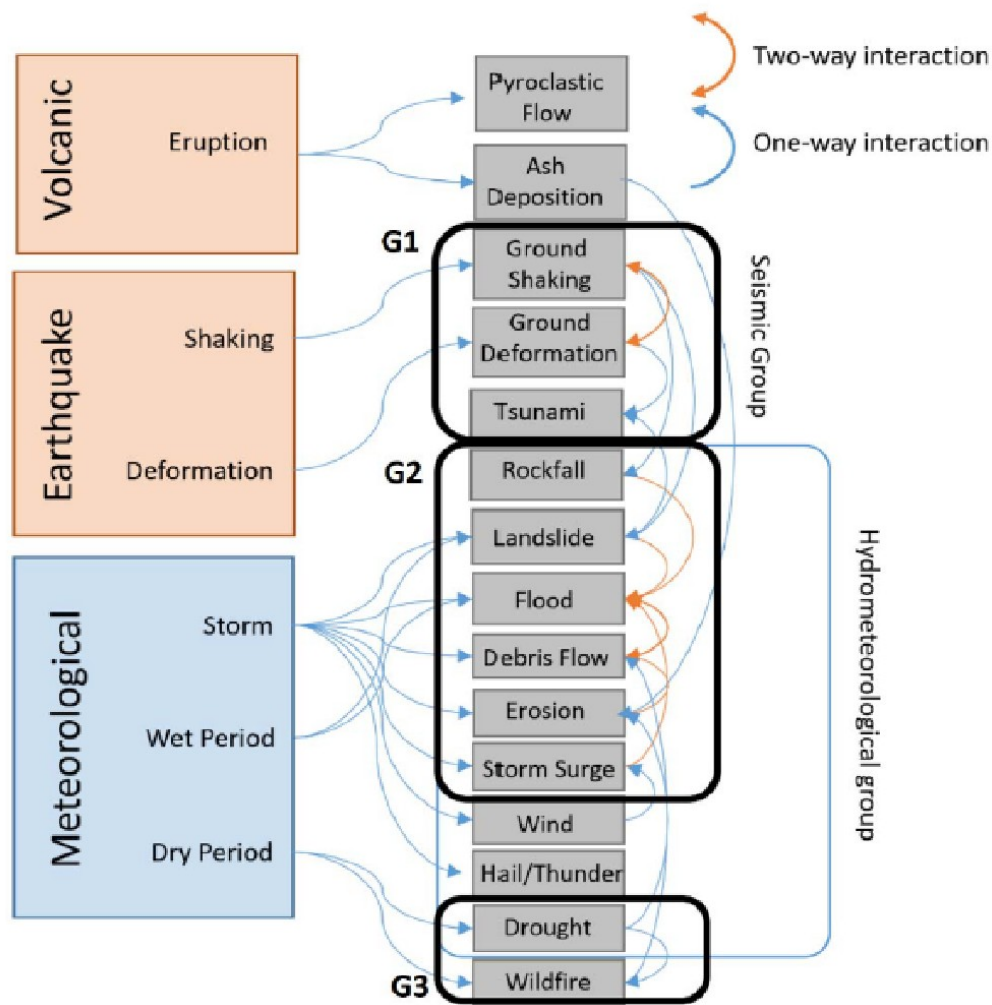 Two-way interaction
One-way interaction
Volcanic
Eruption
Earthquake
Shaking
Deformation
Meteorological
Storm
Wet Period
Dry Period
Pyroclastic
Flow
Ash
Deposition
G1
Ground
Shaking
Ground
Deformation
Tsunami
G2
Rockfall
Landslide
Flood
Debris Flow
Erosion
Storm Surge
Wind
Hail/Thunder
Drought
G3
Wildfire
Seismic Group
Hydrometeorological group